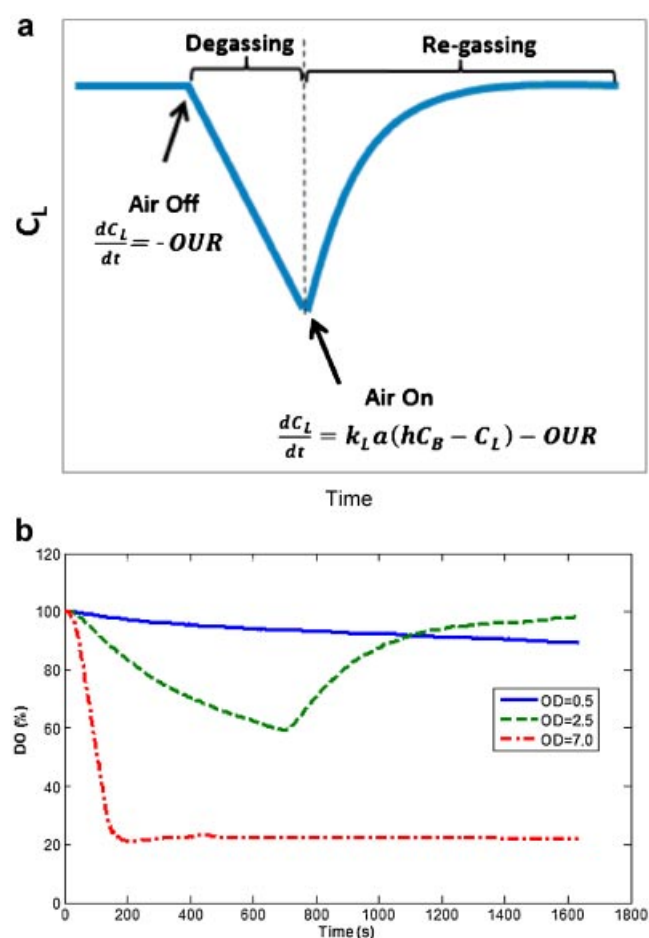 a
Degassing
Re-gassing
Air Off
dC_L/dt = - OUR
C_L
Air On
dC_L/dt = k_L a(hC_B − C_L) − OUR
Time
b
120
100
80
60
40
20
0
DO (%)
OD=0.5
OD=2.5
OD=7.0
0 200 400 600 800 1000 1200 1400 1600 1800
Time (s)